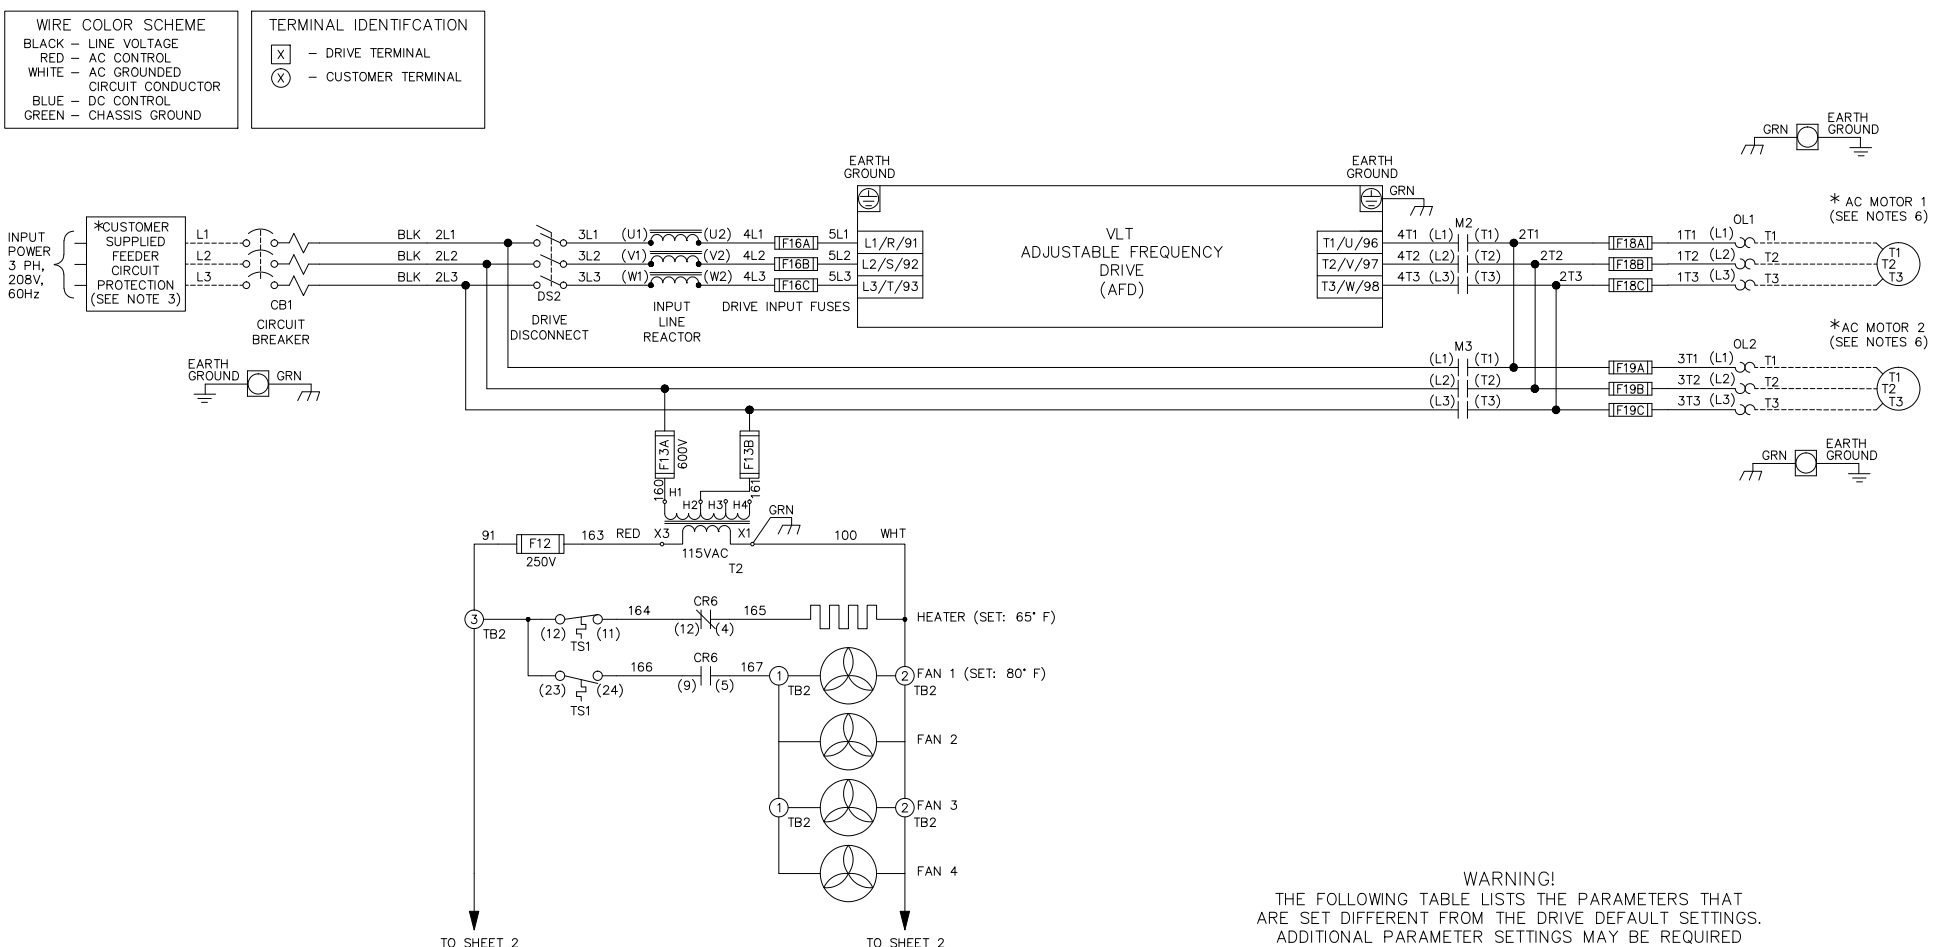 WIRE COLOR SCHEME
BLACK – LINE VOLTAGE
RED – AC CONTROL
WHITE – AC GROUNDED
CIRCUIT CONDUCTOR
BLUE – DC CONTROL
GREEN – CHASSIS GROUND
TERMINAL IDENTIFCATION
X – DRIVE TERMINAL
X – CUSTOMER TERMINAL
GRN
EARTH
GROUND
INPUT
POWER
3 PH,
208V,
60Hz
*CUSTOMER
SUPPLIED
FEEDER
CIRCUIT
PROTECTION
(SEE NOTE 3)
L1
L2
L3
CB1
CIRCUIT
BREAKER
BLK 2L1
BLK 2L2
BLK 2L3
DS2
DRIVE
DISCONNECT
3L1 (U1) (U2) 4L1 F16A 5L1
3L2 (V1) (V2) 4L2 F16B 5L2
3L3 (W1) (W2) 4L3 F16C 5L3
INPUT
LINE
REACTOR
DRIVE INPUT FUSES
EARTH
GROUND
L1/R/91
L2/S/92
L3/T/93
VLT
ADJUSTABLE FREQUENCY
DRIVE
(AFD)
EARTH
GROUND
GRN
T1/U/96
T2/V/97
T3/W/98
M2
4T1 (L1) (T1) 2T1 F18A 1T1 (L1) T1
4T2 (L2) (T2) 2T2 F18B 1T2 (L2) T2
4T3 (L3) (T3) 2T3 F18C 1T3 (L3) T3
OL1
* AC MOTOR 1
(SEE NOTES 6)
T1
T2
T3
EARTH
GROUND
GRN
M3
(L1) (T1) F19A 3T1 (L1) T1
(L2) (T2) F19B 3T2 (L2) T2
(L3) (T3) F19C 3T3 (L3) T3
OL2
*AC MOTOR 2
(SEE NOTES 6)
T1
T2
T3
GRN
EARTH
GROUND
F13A
600V
F13B
160
161
H1
H2 H3 H4
GRN
91 F12 163 RED X3 X1 100 WHT
250V
115VAC
T2
3
TB2
(12) (11)
TS1
164
CR6
(12) (4)
165
HEATER (SET: 65° F)
(23) (24)
TS1
166
CR6
(9) (5)
167
1
TB2
2
TB2
FAN 1 (SET: 80° F)
FAN 2
1
TB2
2
TB2
FAN 3
FAN 4
TO SHEET 2
TO SHEET 2
WARNING!
THE FOLLOWING TABLE LISTS THE PARAMETERS THAT
ARE SET DIFFERENT FROM THE DRIVE DEFAULT SETTINGS.
ADDITIONAL PARAMETER SETTINGS MAY BE REQUIRED